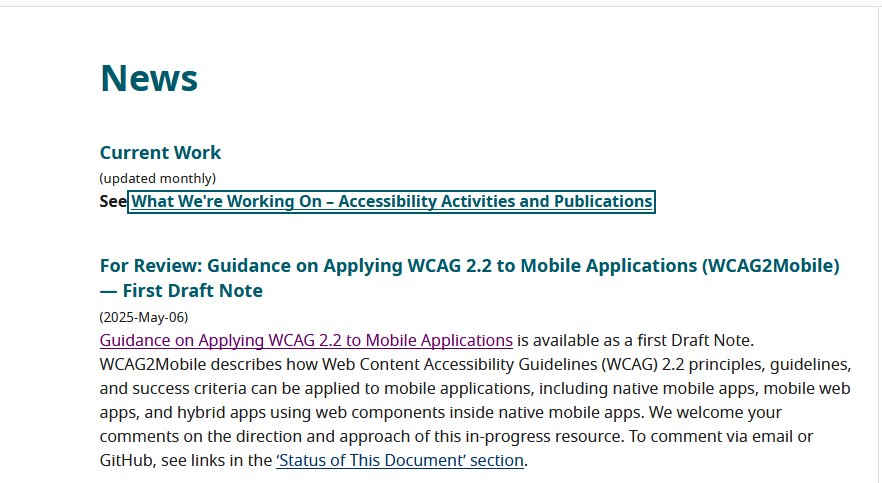 News
Current Work
(updated monthly)
See What We're Working On – Accessibility Activities and Publications
For Review: Guidance on Applying WCAG 2.2 to Mobile Applications (WCAG2Mobile)
— First Draft Note
(2025-May-06)
Guidance on Applying WCAG 2.2 to Mobile Applications is available as a first Draft Note.
WCAG2Mobile describes how Web Content Accessibility Guidelines (WCAG) 2.2 principles, guidelines,
and success criteria can be applied to mobile applications, including native mobile apps, mobile web
apps, and hybrid apps using web components inside native mobile apps. We welcome your
comments on the direction and approach of this in-progress resource. To comment via email or
GitHub, see links in the ‘Status of This Document’ section.